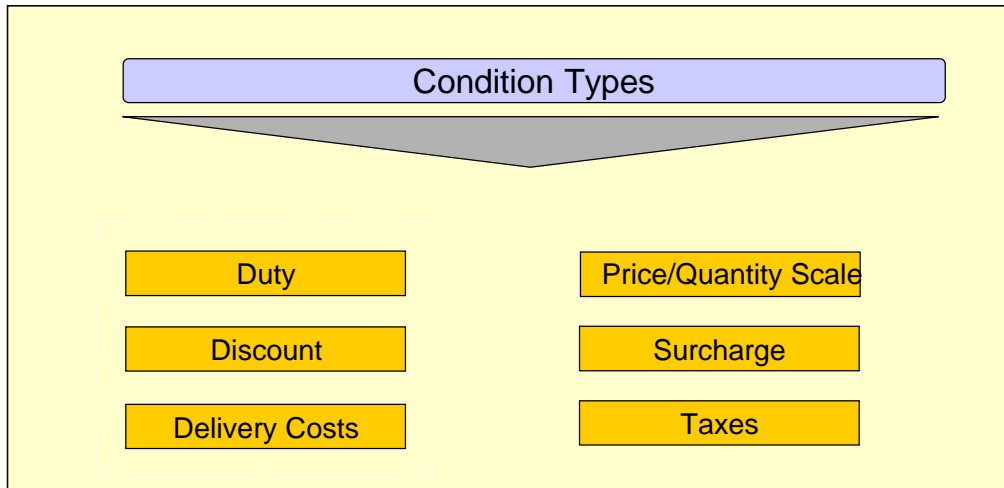 Condition Types
Duty
Price/Quantity Scale
Discount
Surcharge
Delivery Costs
Taxes